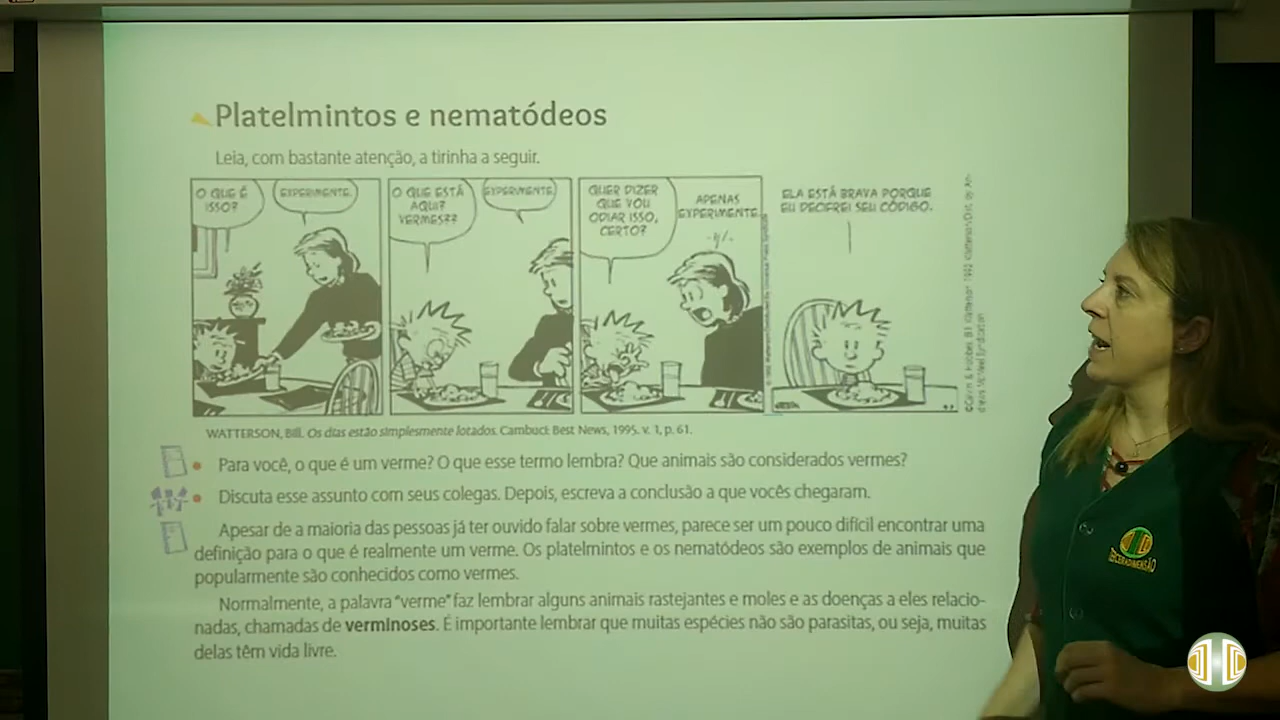 Platelmintos e nematódeos
Leia, com bastante atenção, a tirinha a seguir.
O QUE É
ISSO?
EXPERIMENTE.
O QUE ESTÁ
AQUI?
VERMES??
EXPERIMENTE.
QUER DIZER
QUE VOU
ODIAR ISSO,
CERTO?
APENAS
EXPERIMENTE.
ELA ESTÁ BRAVA PORQUE
EU DECIFREI SEU CÓDIGO.
WATTERSON, Bill. Os dias estão simplesmente lotados. Cambuci: Best News, 1995. v. 1, p. 61.
Para você, o que é um verme? O que esse termo lembra? Que animais são considerados vermes?
Discuta esse assunto com seus colegas. Depois, escreva a conclusão a que vocês chegaram.
Apesar de a maioria das pessoas já ter ouvido falar sobre vermes, parece ser um pouco difícil encontrar uma
definição para o que é realmente um verme. Os platelmintos e os nematódeos são exemplos de animais que
popularmente são conhecidos como vermes.
Normalmente, a palavra "verme" faz lembrar alguns animais rastejantes e moles e as doenças a eles relacio-
nadas, chamadas de verminoses. É importante lembrar que muitas espécies não são parasitas, ou seja, muitas
delas têm vida livre.
TERCEIRA DIMENSÃO